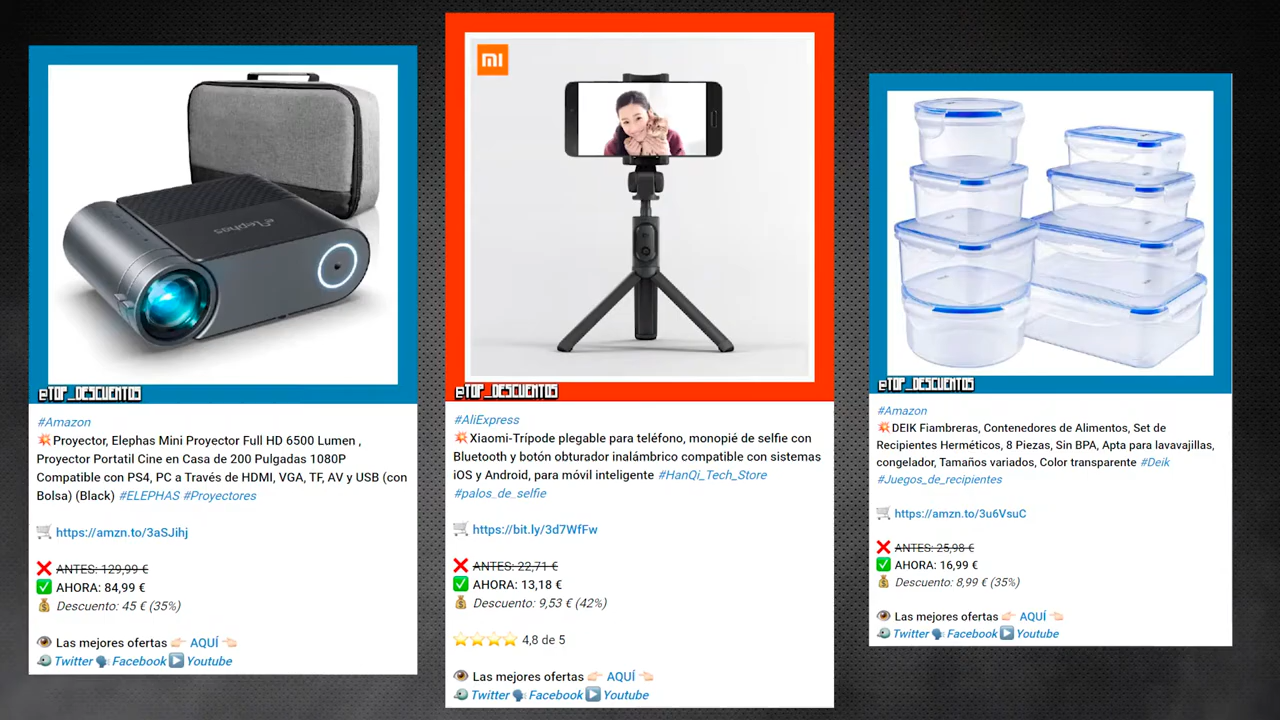 eLephas
@TOP_DESCUENTOS
#Amazon
💥Proyector, Elephas Mini Proyector Full HD 6500 Lumen ,
Proyector Portatil Cine en Casa de 200 Pulgadas 1080P
Compatible con PS4, PC a Través de HDMI, VGA, TF, AV y USB (con
Bolsa) (Black) #ELEPHAS #Proyectores
🛒 https://amzn.to/3aSJihj
❌ ANTES: 129,99 €
✅ AHORA: 84,99 €
💰 Descuento: 45 € (35%)
👁 Las mejores ofertas 👉🏻 AQUÍ 👈🏻
Twitter 🗣 Facebook ▶️ Youtube
mi
@TOP_DESCUENTOS
#AliExpress
💥Xiaomi-Trípode plegable para teléfono, monopié de selfie con
Bluetooth y botón obturador inalámbrico compatible con sistemas
iOS y Android, para móvil inteligente #HanQi_Tech_Store
#palos_de_selfie
🛒 https://bit.ly/3d7WfFw
❌ ANTES: 22,71 €
✅ AHORA: 13,18 €
💰 Descuento: 9,53 € (42%)
⭐⭐⭐⭐ 4,8 de 5
👁 Las mejores ofertas 👉🏻 AQUÍ 👈🏻
Twitter 🗣 Facebook ▶️ Youtube
@TOP_DESCUENTOS
#Amazon
💥DEIK Fiambreras, Contenedores de Alimentos, Set de
Recipientes Herméticos, 8 Piezas, Sin BPA, Apta para lavavajillas,
congelador, Tamaños variados, Color transparente #Deik
#Juegos_de_recipientes
🛒 https://amzn.to/3u6VsuC
❌ ANTES: 25,98 €
✅ AHORA: 16,99 €
💰 Descuento: 8,99 € (35%)
👁 Las mejores ofertas 👉🏻 AQUÍ 👈🏻
Twitter 🗣 Facebook ▶️ Youtube